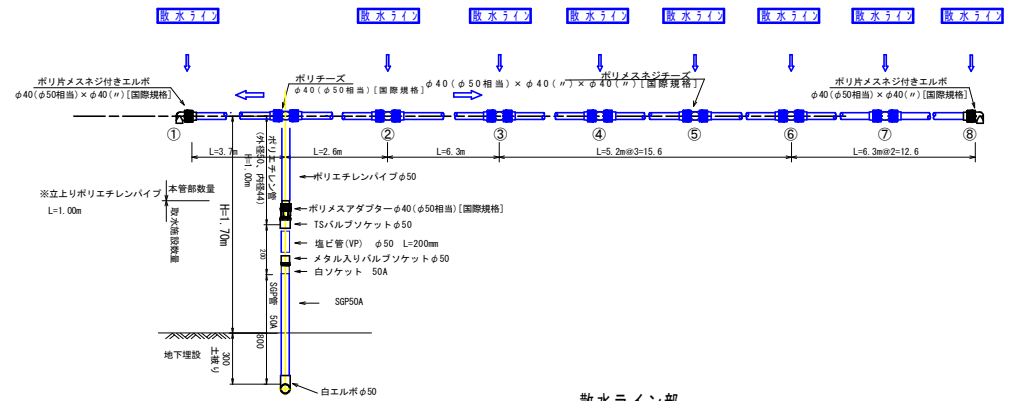 散水ライン
散水ライン
散水ライン
散水ライン
散水ライン
散水ライン
散水ライン
散水ライン
ポリ片メスネジ付きエルボ
φ40(φ50相当)×φ40(〃)[国際規格]
ポリチーズ
φ40(φ50相当)[国際規格]
ポリメスネジチーズ
φ40(φ50相当)×φ40(〃)×φ40(〃)[国際規格]
ポリ片メスネジ付きエルボ
φ40(φ50相当)×φ40(〃)[国際規格]
① ② ③ ④ ⑤ ⑥ ⑦ ⑧
L=3.7m
L=2.6m
L=6.3m
L=5.2m@3=15.6
L=6.3m@2=12.6
ポリエチレン管
(外径50、内径44)
H=1.00m
※立上りポリエチレンパイプ
L=1.00m
本管部数量
取水施設数量
H=1.70m
ポリエチレンパイプφ50
ポリメスアダプターφ40(φ50相当)[国際規格]
TSバルブソケットφ50
200
塩ビ管(VP) φ50 L=200mm
メタル入りバルブソケットφ50
白ソケット 50A
SGP管 50A
SGP50A
800
地下埋設
土被り
300
白エルボφ50